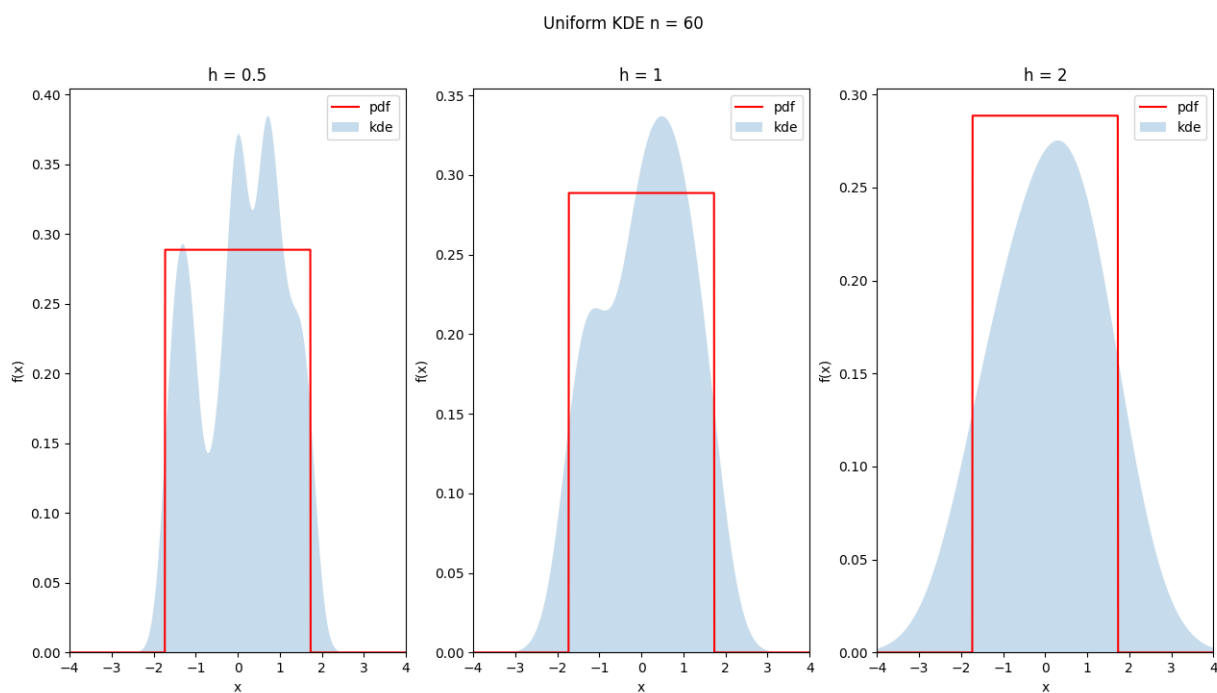 Uniform KDE n = 60
h = 0.5
0.40
0.35
0.30
0.25
0.20
0.15
0.10
0.05
0.00
f(x)
−4 −3 −2 −1 0 1 2 3 4
x
pdf
kde
h = 1
0.35
0.30
0.25
0.20
0.15
0.10
0.05
0.00
f(x)
−4 −3 −2 −1 0 1 2 3 4
x
pdf
kde
h = 2
0.30
0.25
0.20
0.15
0.10
0.05
0.00
f(x)
−4 −3 −2 −1 0 1 2 3 4
x
pdf
kde